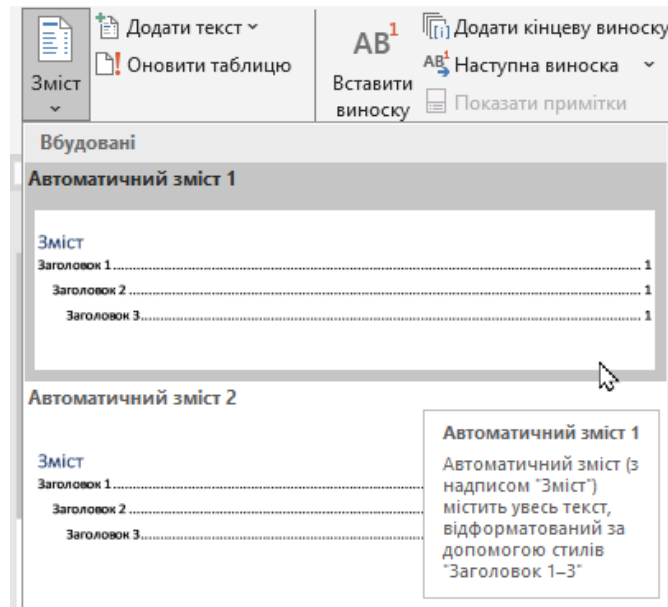 Зміст
Додати текст
Оновити таблицю
AB1
Вставити
виноску
[i] Додати кінцеву виноску
AB1 Наступна виноска
Показати примітки
Вбудовані
Автоматичний зміст 1
Зміст
Заголовок 1 1
Заголовок 2 1
Заголовок 3 1
Автоматичний зміст 2
Зміст
Заголовок 1
Заголовок 2
Заголовок 3
Автоматичний зміст 1
Автоматичний зміст (з
надписом "Зміст")
містить увесь текст,
відформатований за
допомогою стилів
"Заголовок 1–3"